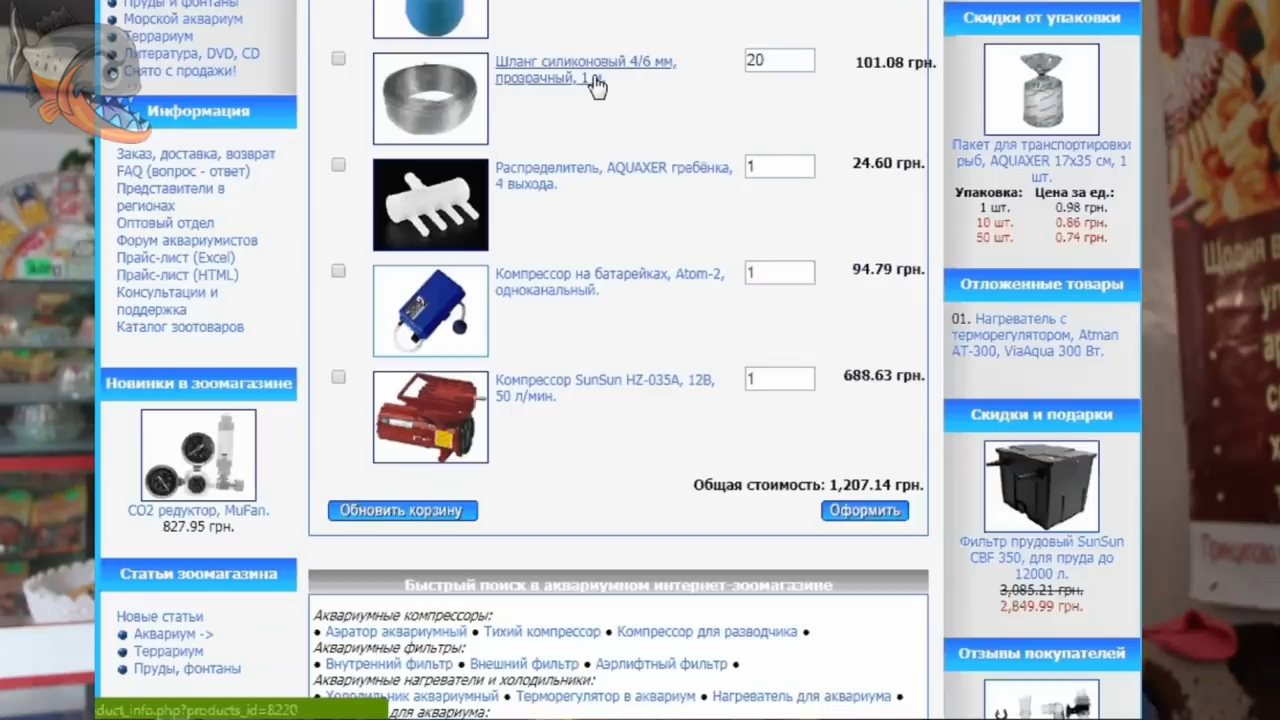 Пруды и фонтаны
Морской аквариум
Террариум
Литература, DVD, CD
Снято с продажи!
Информация
Заказ, доставка, возврат
FAQ (вопрос - ответ)
Представители в
регионах
Оптовый отдел
Форум аквариумистов
Прайс-лист (Excel)
Прайс-лист (HTML)
Консультации и
поддержка
Каталог зоотоваров
Новинки в зоомагазине
CO2 редуктор, MuFan.
827.95 грн.
Статьи зоомагазина
Новые статьи
Аквариум ->
Террариум
Пруды, фонтаны
duct_info.php?products_id=8220
Шланг силиконовый 4/6 мм,
прозрачный, 1
20
101.08 грн.
Распределитель, AQUAXER гребёнка,
4 выхода.
1
24.60 грн.
Компрессор на батарейках, Atom-2,
одноканальный.
1
94.79 грн.
Компрессор SunSun HZ-035A, 12В,
50 л/мин.
1
688.63 грн.
Общая стоимость: 1,207.14 грн.
Обновить корзину
Оформить
Быстрый поиск в аквариумном интернет-зоомагазине
Аквариумные компрессоры:
• Аэратор аквариумный • Тихий компрессор • Компрессор для разводчика •
Аквариумные фильтры:
• Внутренний фильтр • Внешний фильтр • Аэрлифтный фильтр •
Аквариумные нагреватели и холодильники:
• Холодильник аквариумный • Терморегулятор в аквариум • Нагреватель для аквариума •
для аквариума:
Скидки от упаковки
Пакет для транспортировки
рыб, AQUAXER 17x35 см, 1
шт.
Упаковка: Цена за ед.:
1 шт. 0.98 грн.
10 шт. 0.86 грн.
50 шт. 0.74 грн.
Отложенные товары
01. Нагреватель с
терморегулятором, Atman
AT-300, ViaAqua 300 Вт.
Скидки и подарки
Фильтр прудовый SunSun
CBF 350, для пруда до
12000 л.
3,085.21 грн.
2,849.99 грн.
Отзывы покупателей
Щодня